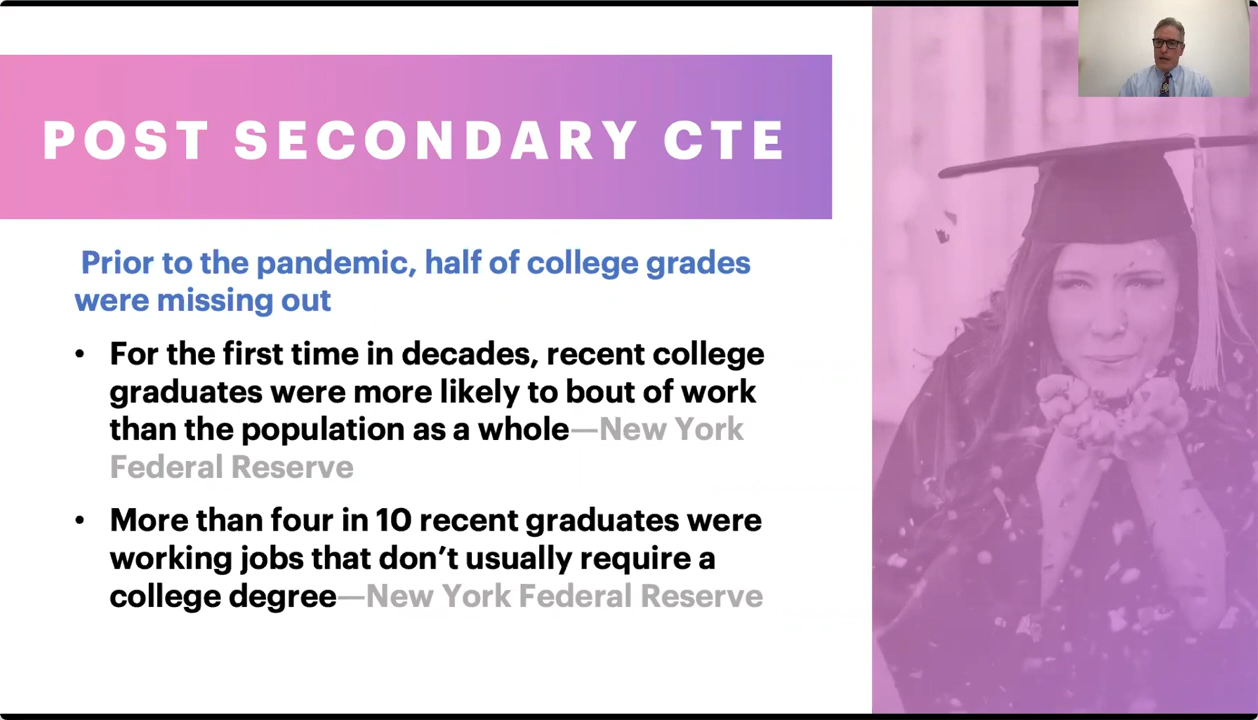 POST SECONDARY CTE
Prior to the pandemic, half of college grades
were missing out
• For the first time in decades, recent college
graduates were more likely to bout of work
than the population as a whole—New York
Federal Reserve
• More than four in 10 recent graduates were
working jobs that don't usually require a
college degree—New York Federal Reserve